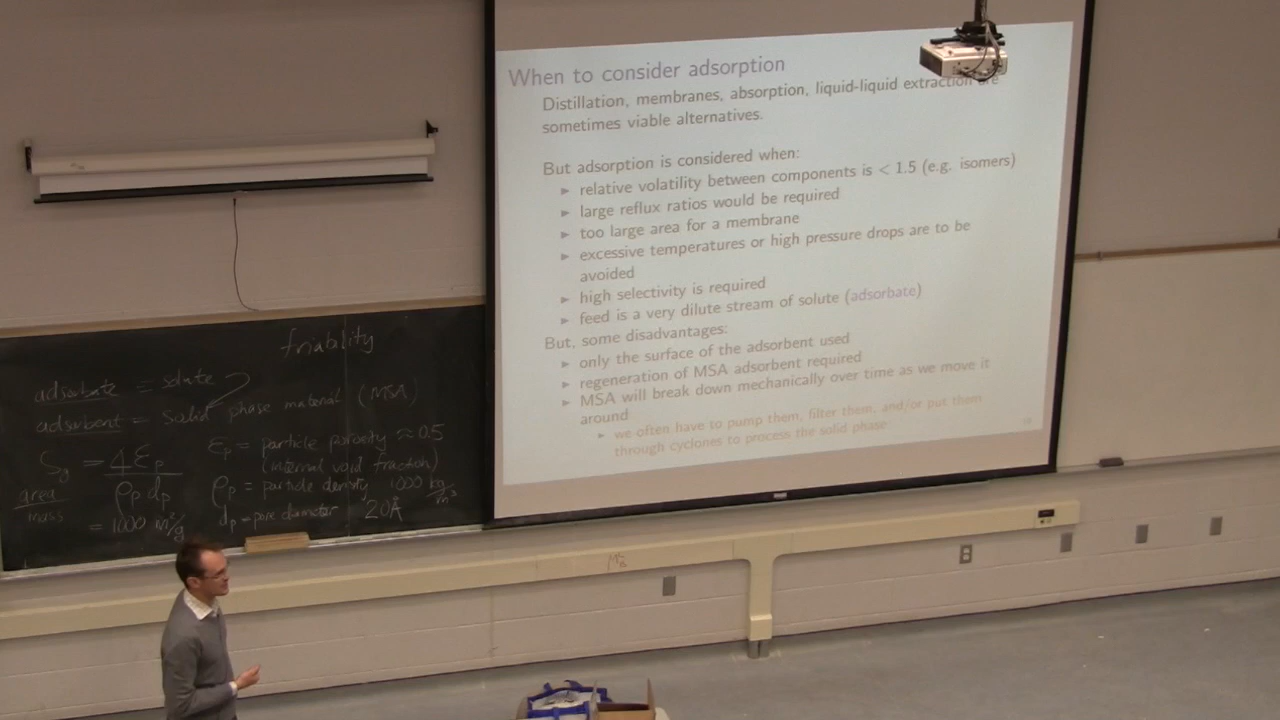 When to consider adsorption
Distillation, membranes, absorption, liquid-liquid extraction are
sometimes viable alternatives.
But adsorption is considered when:
► relative volatility between components is < 1.5 (e.g. isomers)
► large reflux ratios would be required
► too large area for a membrane
► excessive temperatures or high pressure drops are to be
avoided
► high selectivity is required
► feed is a very dilute stream of solute (adsorbate)
But, some disadvantages:
► only the surface of the adsorbent used
► regeneration of MSA adsorbent required
► MSA will break down mechanically over time as we move it
around
► we often have to pump them, filter them, and/or put them
through cyclones to process the solid phase
friability
adsorbate = solute
adsorbent = solid phase material (MSA)
Sg = 4εp / ρp dp
area/mass
= 1000 m²/g
εp = particle porosity ≈ 0.5
(internal void fraction)
ρp = particle density 1000 kg/m³
dp = pore diameter 20Å